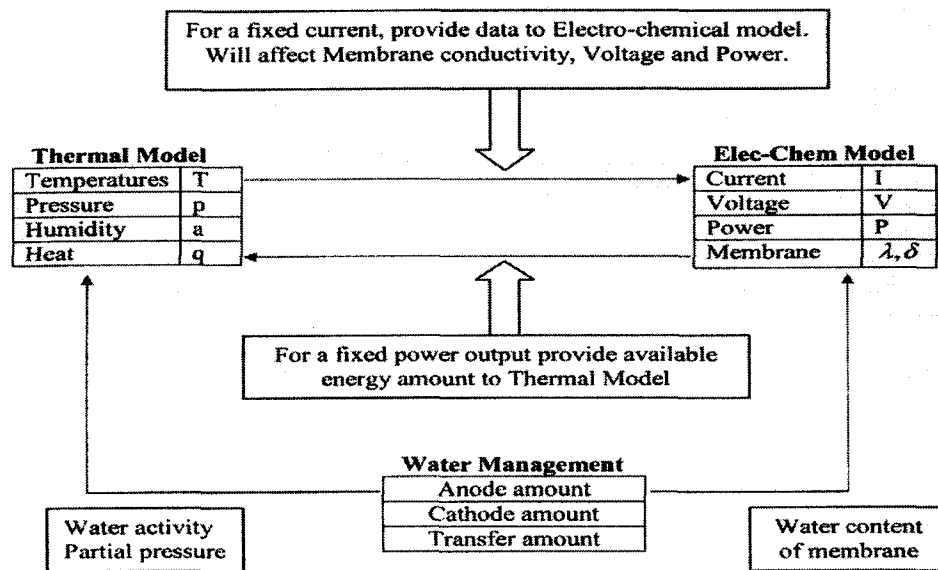 For a fixed current, provide data to Electro-chemical model.
Will affect Membrane conductivity, Voltage and Power.
Thermal Model
Temperatures T
Pressure p
Humidity a
Heat q
Elec-Chem Model
Current I
Voltage V
Power P
Membrane λ,δ
For a fixed power output provide available
energy amount to Thermal Model
Water Management
Anode amount
Cathode amount
Transfer amount
Water activity
Partial pressure
Water content
of membrane